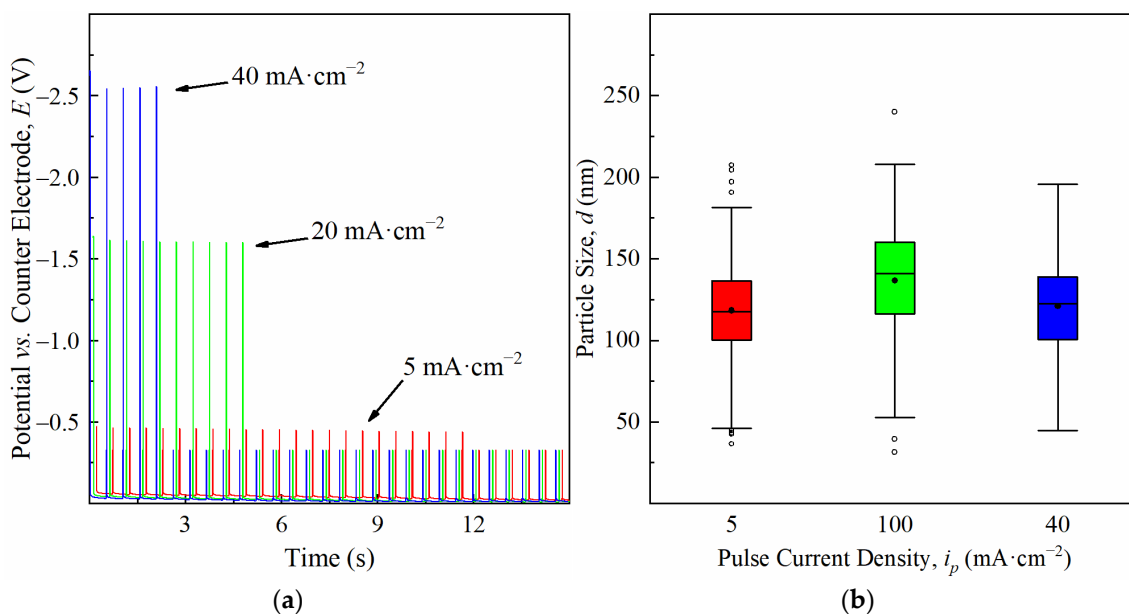 Potential vs. Counter Electrode, E (V)
−2.5
−2.0
−1.5
−1.0
−0.5
40 mA·cm⁻²
20 mA·cm⁻²
5 mA·cm⁻²
3 6 9 12
Time (s)
(a)
Particle Size, d (nm)
250
200
150
100
50
5 100 40
Pulse Current Density, iₚ (mA·cm⁻²)
(b)